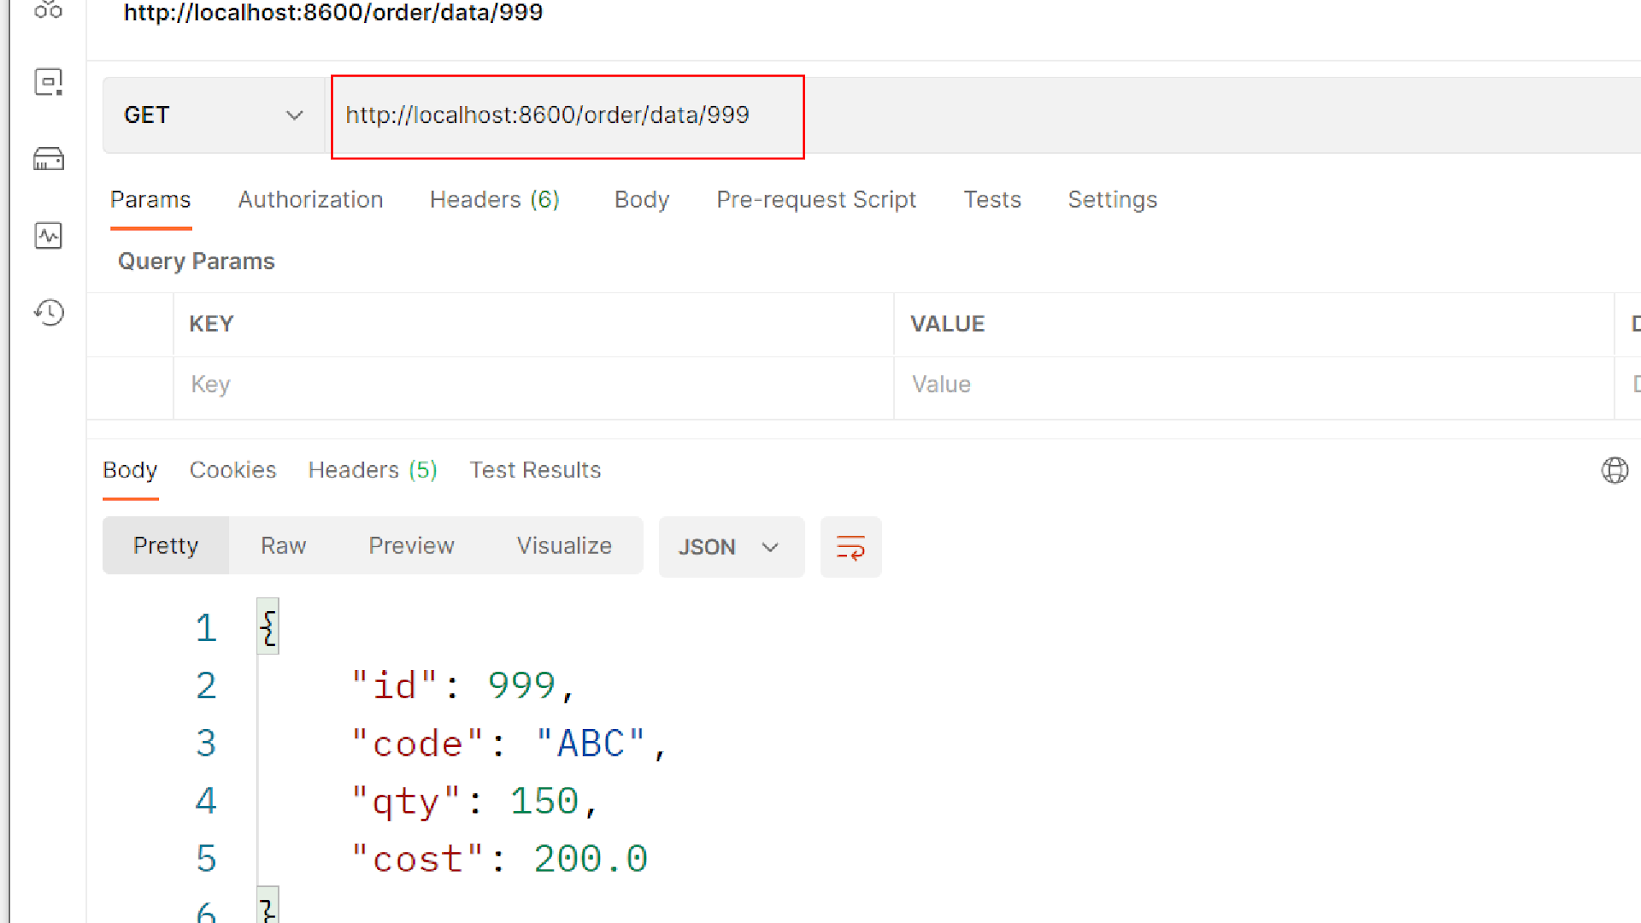 http://localhost:8600/order/data/999
GET http://localhost:8600/order/data/999
Params Authorization Headers (6) Body Pre-request Script Tests Settings
Query Params
KEY VALUE D
Key Value D
Body Cookies Headers (5) Test Results
Pretty Raw Preview Visualize JSON
1 {
2 "id": 999,
3 "code": "ABC",
4 "qty": 150,
5 "cost": 200.0
6 }